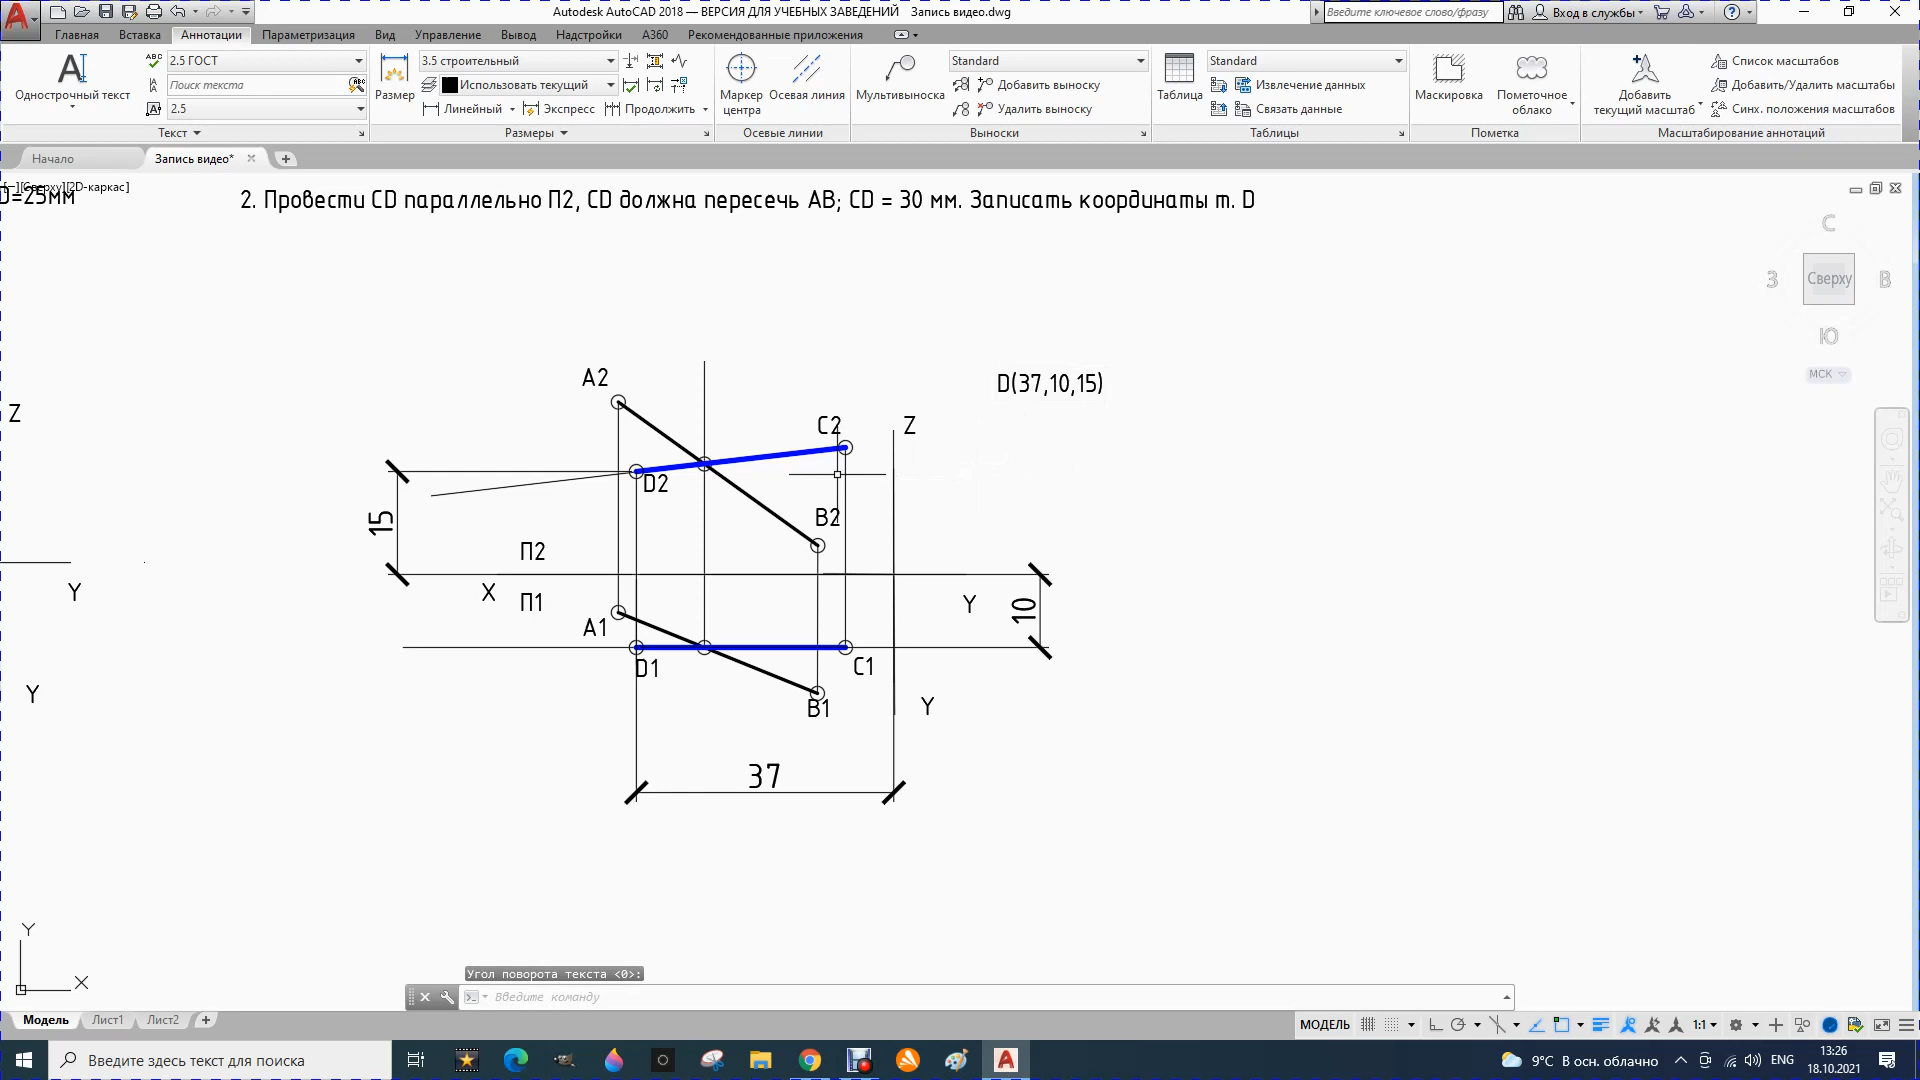 Autodesk AutoCAD 2018 — ВЕРСИЯ ДЛЯ УЧЕБНЫХ ЗАВЕДЕНИЙ Запись видео.dwg
Введите ключевое слово/фразу
Вход в службы
Главная Вставка Аннотации Параметризация Вид Управление Вывод Надстройки A360 Рекомендованные приложения
A
Однострочный текст
ABC
2.5 ГОСТ
Поиск текста
2.5
Текст
Размер
3.5 строительный
Использовать текущий
Линейный Экспресс Продолжить
Размеры
Маркер центра
Осевая линия
Осевые линии
Мультивыноска
Standard
Добавить выноску
Удалить выноску
Выноски
Таблица
Standard
Извлечение данных
Связать данные
Таблицы
Маскировка
Пометочное облако
Пометка
Добавить текущий масштаб
Список масштабов
Добавить/Удалить масштабы
Синх. положения масштабов
Масштабирование аннотаций
Начало Запись видео*
[−][Сверху][2D-каркас]
D=25мм
2. Провести CD параллельно П2, CD должна пересечь AB; CD = 30 мм. Записать координаты т. D
С
З Сверху В
Ю
МСК
A2
D(37,10,15)
Z
C2 Z
D2
15
B2
П2
X П1
Y
Y
10
A1
D1 C1
Y
B1 Y
37
Y
X
Угол поворота текста <0>:
Введите команду
Модель Лист1 Лист2
МОДЕЛЬ
1:1
Введите здесь текст для поиска
9°C В осн. облачно
ENG
13:26
18.10.2021